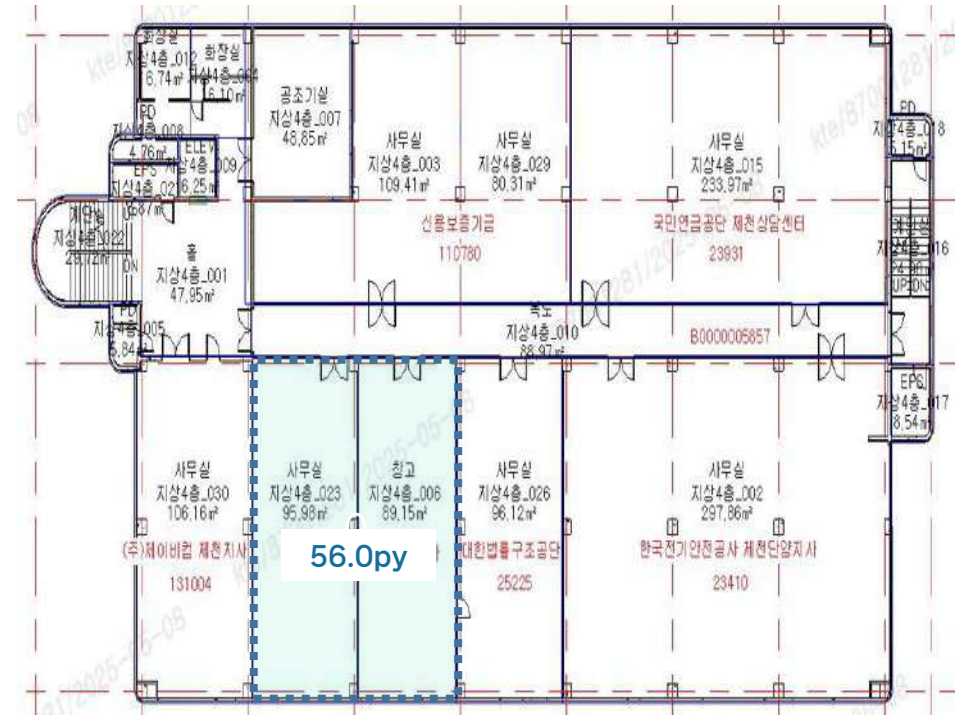 화장실
지상4층_012
6,74㎡
화장실
지상4층_004
6,10㎡
공조기실
지상4층_007
48,85㎡
사무실
지상4층_003
109,41㎡
사무실
지상4층_029
80,31㎡
사무실
지상4층_015
233,97㎡
PD
지상4층_018
PD
지상4층_008
4,76㎡
ELEV
지상4층_009
6,25㎡
EPS
신용보증기금
110780
국민연금공단 제천상담센터
23931
계단실
지상4층_022
29,72㎡
DN
홀
지상4층_001
47,95㎡
계단실
지상4층_016
UP DN
PD
지상4층_005
5,84㎡
복도
지상4층_010
88,97㎡
B0000005857
EPS
지상4층_017
8,54㎡
사무실
지상4층_030
106,16㎡
사무실
지상4층_023
95,98㎡
창고
지상4층_006
89,15㎡
사무실
지상4층_026
96,12㎡
사무실
지상4층_002
297,86㎡
(주)제이비컴 제천지사
131004
56.0py
대한법률구조공단
25225
한국전기안전공사 제천단양지사
23410